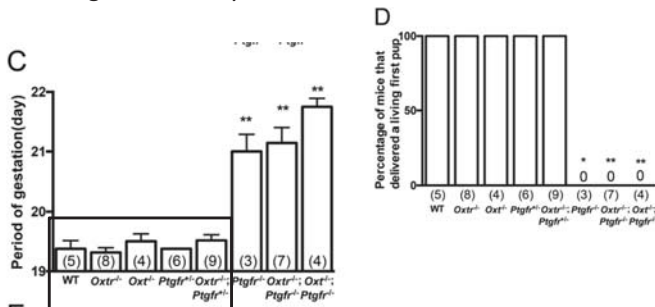 C
Period of gestation(day)
22
21
20
19
** ** **
(5) (8) (4) (6) (9) (3) (7) (4)
WT Oxtr-/- Oxt-/- Ptgfr+/- Oxtr-/-; Ptgfr-/- Oxtr-/-; Oxt-/-;
Ptgfr+/- Ptgfr-/- Ptgfr-/-
D
Percentage of mice that
delivered a living first pup
100
50
0
* ** **
0 0 0
(5) (8) (4) (6) (9) (3) (7) (4)
WT Oxtr-/- Oxt-/- Ptgfr+/- Oxtr-/-; Ptgfr-/- Oxtr-/-; Oxt-/-;
Ptgfr+/- Ptgfr-/- Ptgfr-/-